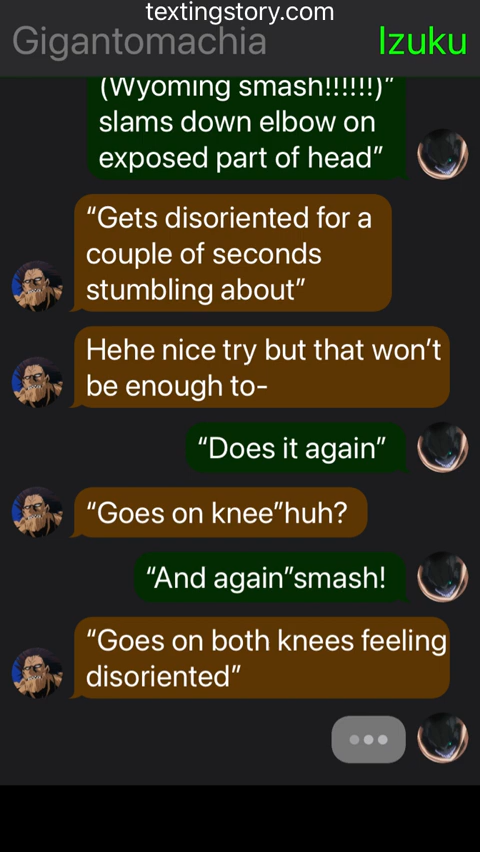 textingstory.com
Gigantomachia
Izuku
(Wyoming smash!!!!!!)”
slams down elbow on
exposed part of head”
“Gets disoriented for a
couple of seconds
stumbling about”
Hehe nice try but that won’t
be enough to-
“Does it again”
“Goes on knee”huh?
“And again”smash!
“Goes on both knees feeling
disoriented”